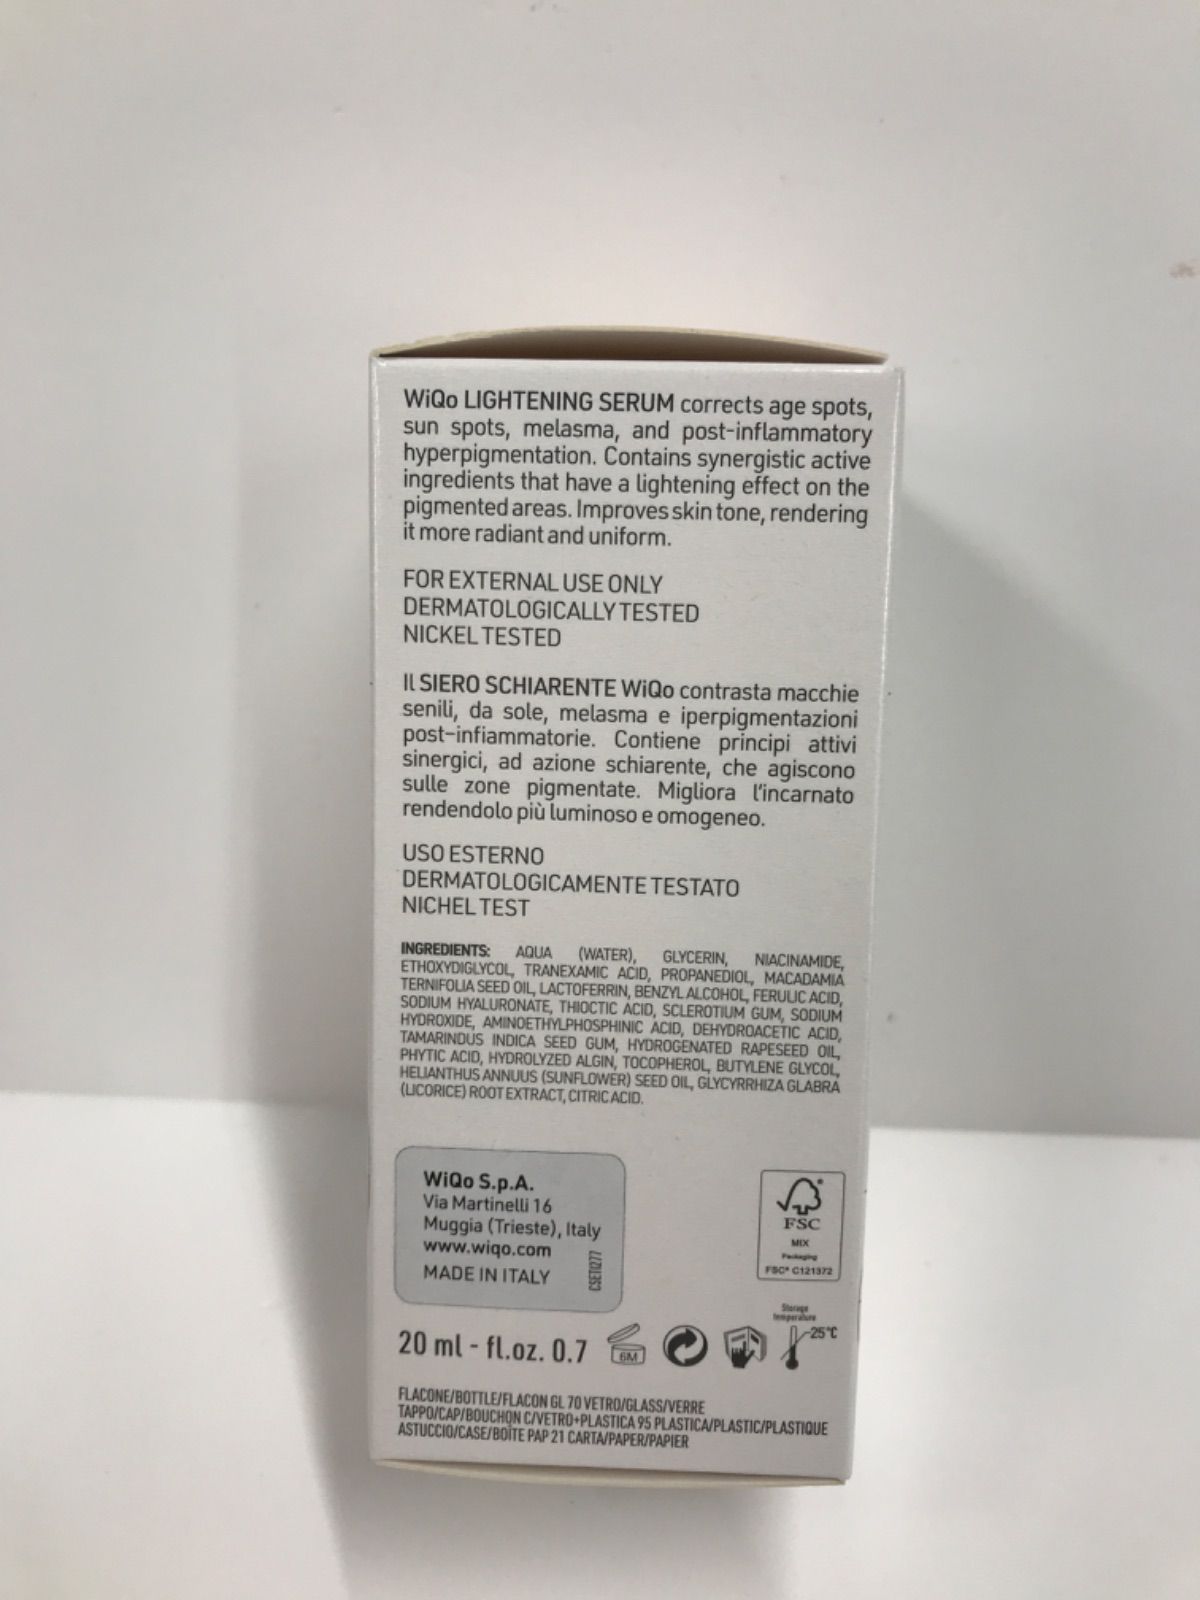 WiQo LIGHTENING SERUM corrects age spots,
sun spots, melasma, and post-inflammatory
hyperpigmentation. Contains synergistic active
ingredients that have a lightening effect on the
pigmented areas. Improves skin tone, rendering
it more radiant and uniform.
FOR EXTERNAL USE ONLY
DERMATOLOGICALLY TESTED
NICKEL TESTED
Il SIERO SCHIARENTE WiQo contrasta macchie
senili, da sole, melasma e iperpigmentazioni
post-infiammatorie. Contiene principi attivi
sinergici, ad azione schiarente, che agiscono
sulle zone pigmentate. Migliora l'incarnato
rendendolo più luminoso e omogeneo.
USO ESTERNO
DERMATOLOGICAMENTE TESTATO
NICHEL TEST
INGREDIENTS: AQUA (WATER), GLYCERIN, NIACINAMIDE,
ETHOXYDIGLYCOL, TRANEXAMIC ACID, PROPANEDIOL, MACADAMIA
TERNIFOLIA SEED OIL, LACTOFERRIN, BENZYL ALCOHOL, FERULIC ACID,
SODIUM HYALURONATE, THIOCTIC ACID, SCLEROTIUM GUM, SODIUM
HYDROXIDE, AMINOETHYLPHOSPHINIC ACID, DEHYDROACETIC ACID,
TAMARINDUS INDICA SEED GUM, HYDROGENATED RAPESEED OIL,
PHYTIC ACID, HYDROLYZED ALGIN, TOCOPHEROL, BUTYLENE GLYCOL,
HELIANTHUS ANNUUS (SUNFLOWER) SEED OIL, GLYCYRRHIZA GLABRA
(LICORICE) ROOT EXTRACT, CITRIC ACID.
WiQo S.p.A.
Via Martinelli 16
Muggia (Trieste), Italy
www.wiqo.com
MADE IN ITALY
CSET1277
FSC
MIX
Packaging
FSC® C121372
Storage
temperature
25°C
20 ml - fl.oz. 0.7
6M
FLACONE/BOTTLE/FLACON GL 70 VETRO/GLASS/VERRE
TAPPO/CAP/BOUCHON C/VETRO+PLASTICA 95 PLASTICA/PLASTIC/PLASTIQUE
ASTUCCIO/CASE/BOÎTE PAP 21 CARTA/PAPER/PAPIER